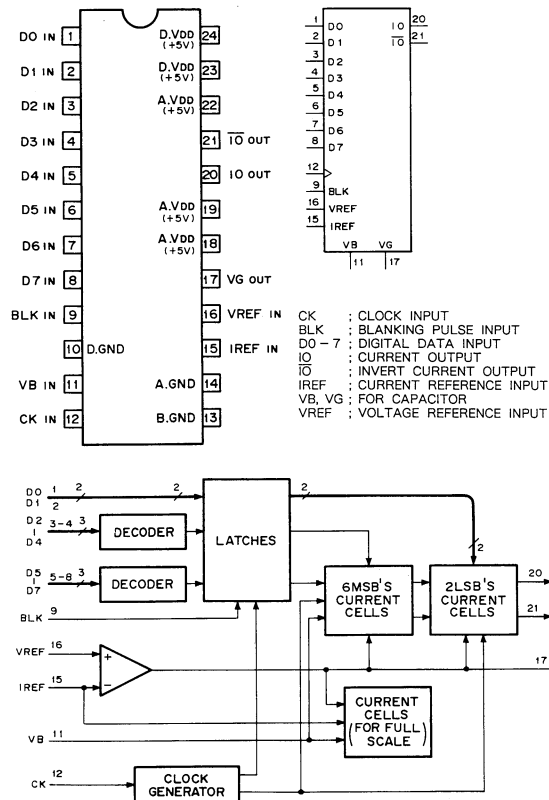 D0 IN 1
D1 IN 2
D2 IN 3
D3 IN 4
D4 IN 5
D5 IN 6
D6 IN 7
D7 IN 8
BLK IN 9
10 D.GND
VB IN 11
CK IN 12
D.VDD 24
(+5V)
D.VDD 23
(+5V)
A.VDD 22
(+5V)
21 IO OUT
20 IO OUT
A.VDD 19
(+5V)
A.VDD 18
(+5V)
17 VG OUT
16 VREF IN
15 IREF IN
A.GND 14
B.GND 13
1 D0 IO 20
2 D1 IO 21
3 D2
4 D3
5 D4
6 D5
7 D6
8 D7
12
9 BLK
16 VREF
15 IREF
VB VG
11 17
CK ; CLOCK INPUT
BLK ; BLANKING PULSE INPUT
D0-7 ; DIGITAL DATA INPUT
IO ; CURRENT OUTPUT
IO ; INVERT CURRENT OUTPUT
IREF ; CURRENT REFERENCE INPUT
VB, VG ; FOR CAPACITOR
VREF ; VOLTAGE REFERENCE INPUT
D0 1 2 2
D1 2
D2 3-4 3
D4
DECODER
D5 5-8 3
D7
DECODER
LATCHES
2
2
BLK 9
6MSB'S
CURRENT
CELLS
2LSB'S
CURRENT
CELLS
20
21
VREF 16
+
IREF 15
-
17
CURRENT
CELLS
(FOR FULL
SCALE)
VB 11
CK 12
CLOCK
GENERATOR